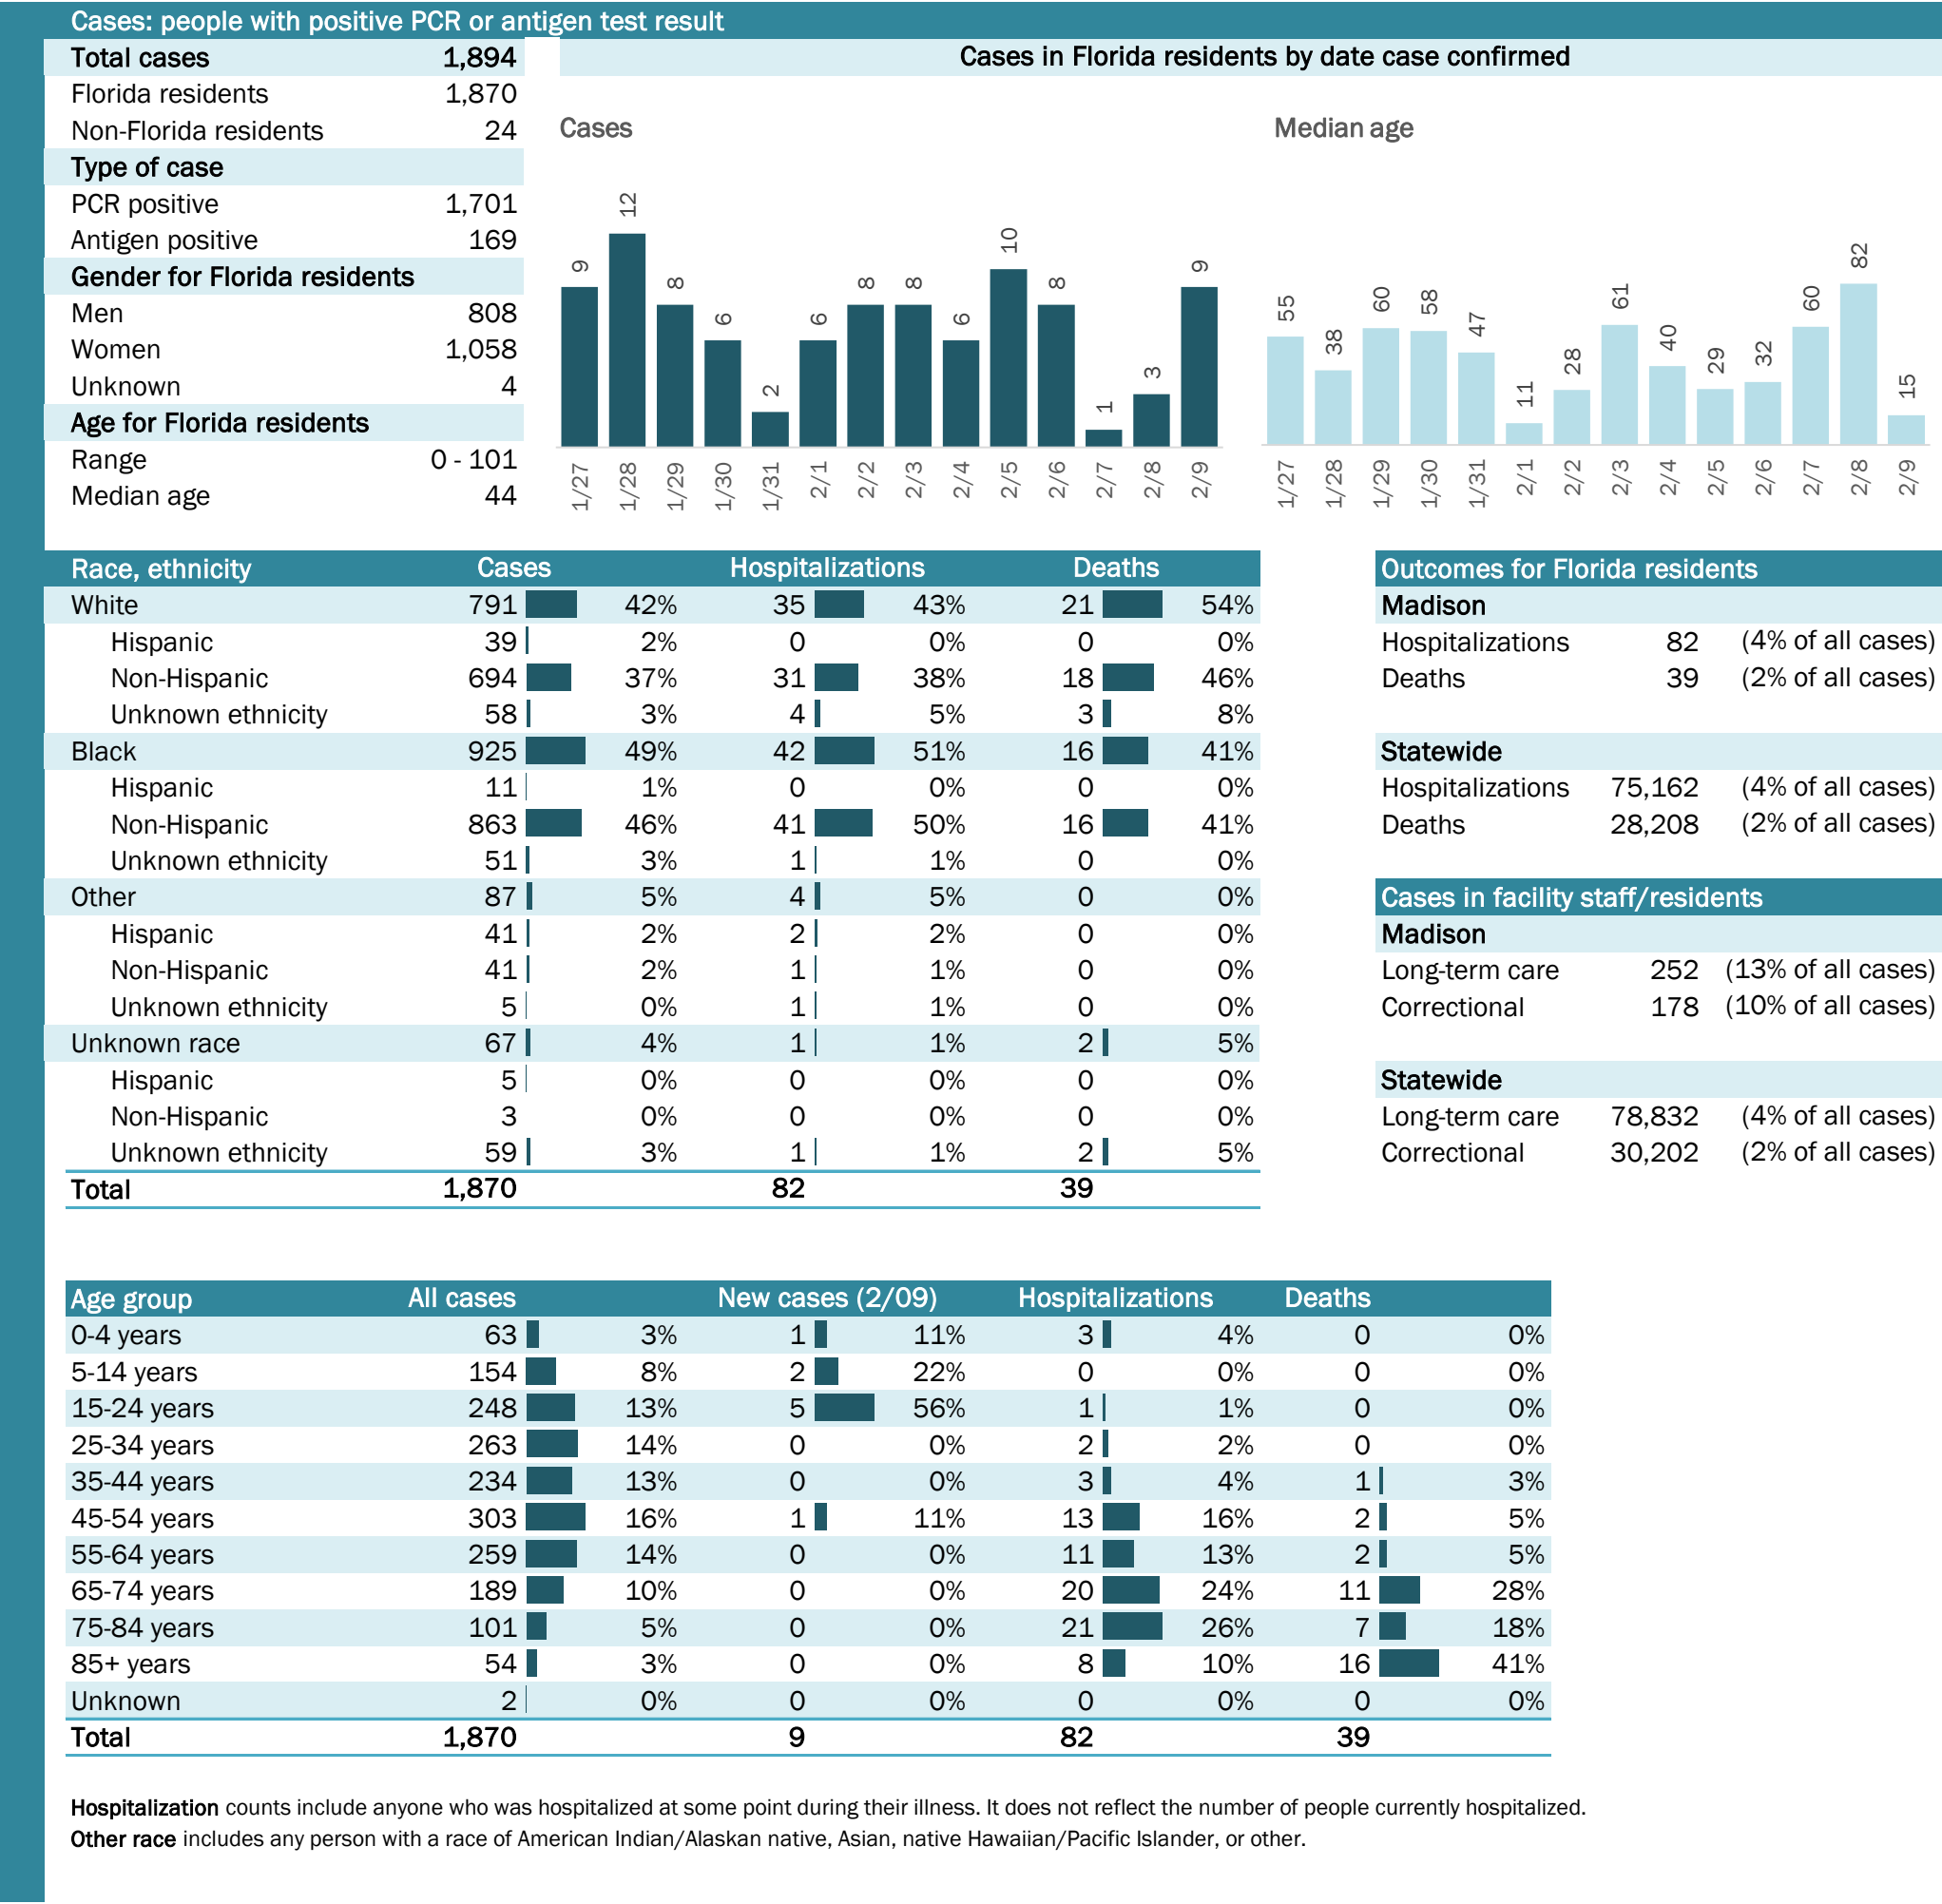 Cases: people with positive PCR or antigen test result
Total cases 1,894
Florida residents 1,870
Non-Florida residents 24
Type of case
PCR positive 1,701
Antigen positive 169
Gender for Florida residents
Men 808
Women 1,058
Unknown 4
Age for Florida residents
Range 0 - 101
Median age 44
Cases in Florida residents by date case confirmed
Cases
9 12 8 6 2 6 8 8 6 10 8 1 3 9
1/27 1/28 1/29 1/30 1/31 2/1 2/2 2/3 2/4 2/5 2/6 2/7 2/8 2/9
Median age
55 38 60 58 47 11 28 61 40 29 32 60 82 15
1/27 1/28 1/29 1/30 1/31 2/1 2/2 2/3 2/4 2/5 2/6 2/7 2/8 2/9
Race, ethnicity Cases Hospitalizations Deaths
White 791 42% 35 43% 21 54%
Hispanic 39 2% 0 0% 0 0%
Non-Hispanic 694 37% 31 38% 18 46%
Unknown ethnicity 58 3% 4 5% 3 8%
Black 925 49% 42 51% 16 41%
Hispanic 11 1% 0 0% 0 0%
Non-Hispanic 863 46% 41 50% 16 41%
Unknown ethnicity 51 3% 1 1% 0 0%
Other 87 5% 4 5% 0 0%
Hispanic 41 2% 2 2% 0 0%
Non-Hispanic 41 2% 1 1% 0 0%
Unknown ethnicity 5 0% 1 1% 0 0%
Unknown race 67 4% 1 1% 2 5%
Hispanic 5 0% 0 0% 0 0%
Non-Hispanic 3 0% 0 0% 0 0%
Unknown ethnicity 59 3% 1 1% 2 5%
Total 1,870 82 39
Outcomes for Florida residents
Madison
Hospitalizations 82 (4% of all cases)
Deaths 39 (2% of all cases)
Statewide
Hospitalizations 75,162 (4% of all cases)
Deaths 28,208 (2% of all cases)
Cases in facility staff/residents
Madison
Long-term care 252 (13% of all cases)
Correctional 178 (10% of all cases)
Statewide
Long-term care 78,832 (4% of all cases)
Correctional 30,202 (2% of all cases)
Age group All cases New cases (2/09) Hospitalizations Deaths
0-4 years 63 3% 1 11% 3 4% 0 0%
5-14 years 154 8% 2 22% 0 0% 0 0%
15-24 years 248 13% 5 56% 1 1% 0 0%
25-34 years 263 14% 0 0% 2 2% 0 0%
35-44 years 234 13% 0 0% 3 4% 1 3%
45-54 years 303 16% 1 11% 13 16% 2 5%
55-64 years 259 14% 0 0% 11 13% 2 5%
65-74 years 189 10% 0 0% 20 24% 11 28%
75-84 years 101 5% 0 0% 21 26% 7 18%
85+ years 54 3% 0 0% 8 10% 16 41%
Unknown 2 0% 0 0% 0 0% 0 0%
Total 1,870 9 82 39
Hospitalization counts include anyone who was hospitalized at some point during their illness. It does not reflect the number of people currently hospitalized.
Other race includes any person with a race of American Indian/Alaskan native, Asian, native Hawaiian/Pacific Islander, or other.